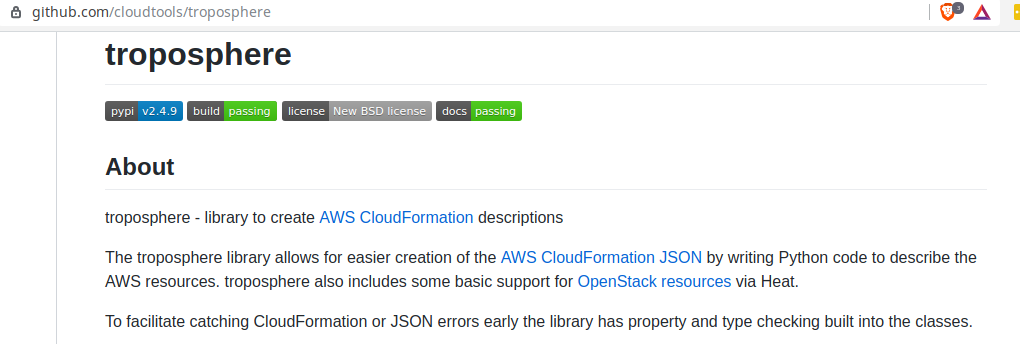 github.com/cloudtools/troposphere
3
troposphere
pypi v2.4.9 build passing license New BSD license docs passing
About
troposphere - library to create AWS CloudFormation descriptions
The troposphere library allows for easier creation of the AWS CloudFormation JSON by writing Python code to describe the
AWS resources. troposphere also includes some basic support for OpenStack resources via Heat.
To facilitate catching CloudFormation or JSON errors early the library has property and type checking built into the classes.